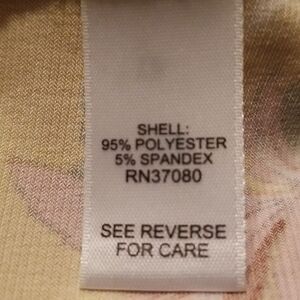 SHELL:
95% POLYESTER
5% SPANDEX
RN37080
SEE REVERSE
FOR CARE